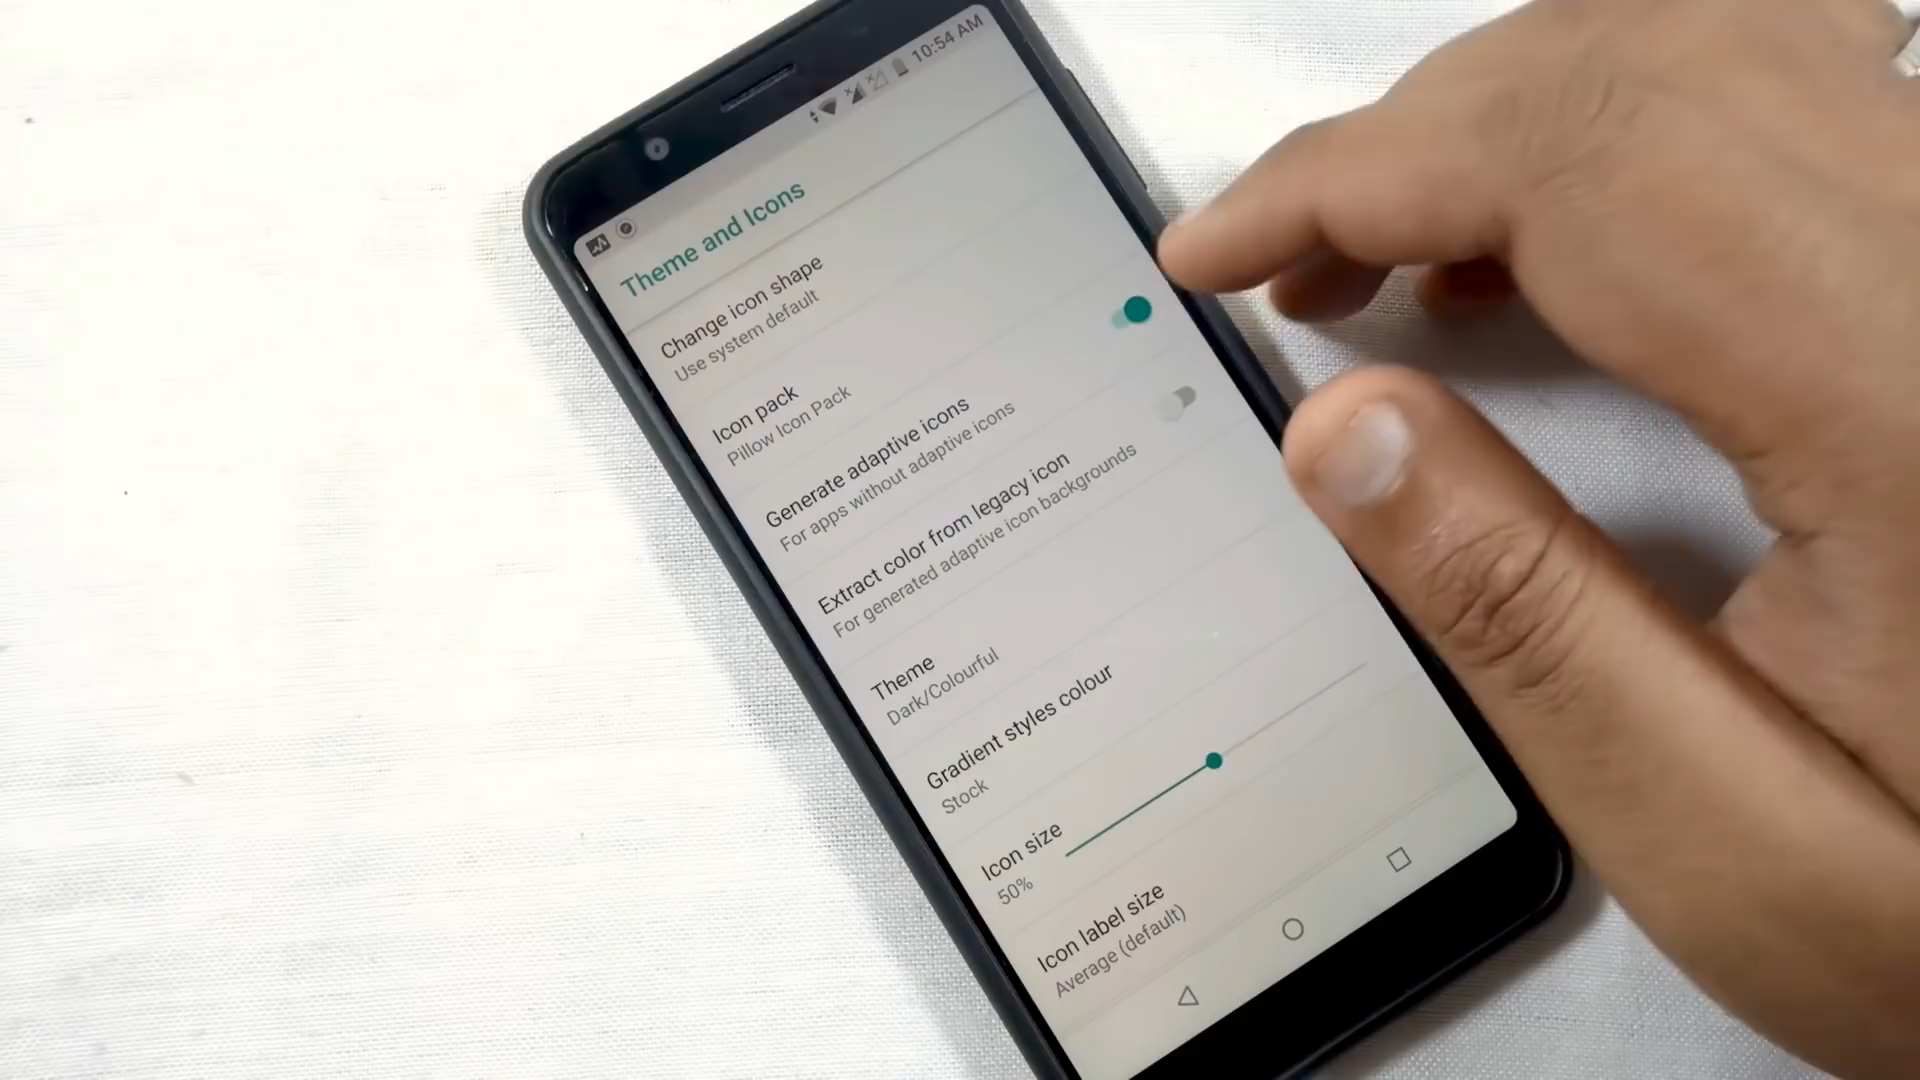 10:54 AM
Theme and Icons
Change icon shape
Use system default
Icon pack
Pillow Icon Pack
Generate adaptive icons
For apps without adaptive icons
Extract color from legacy icon
For generated adaptive icon backgrounds
Theme
Dark/Colourful
Gradient styles colour
Stock
Icon size
50%
Icon label size
Average (default)